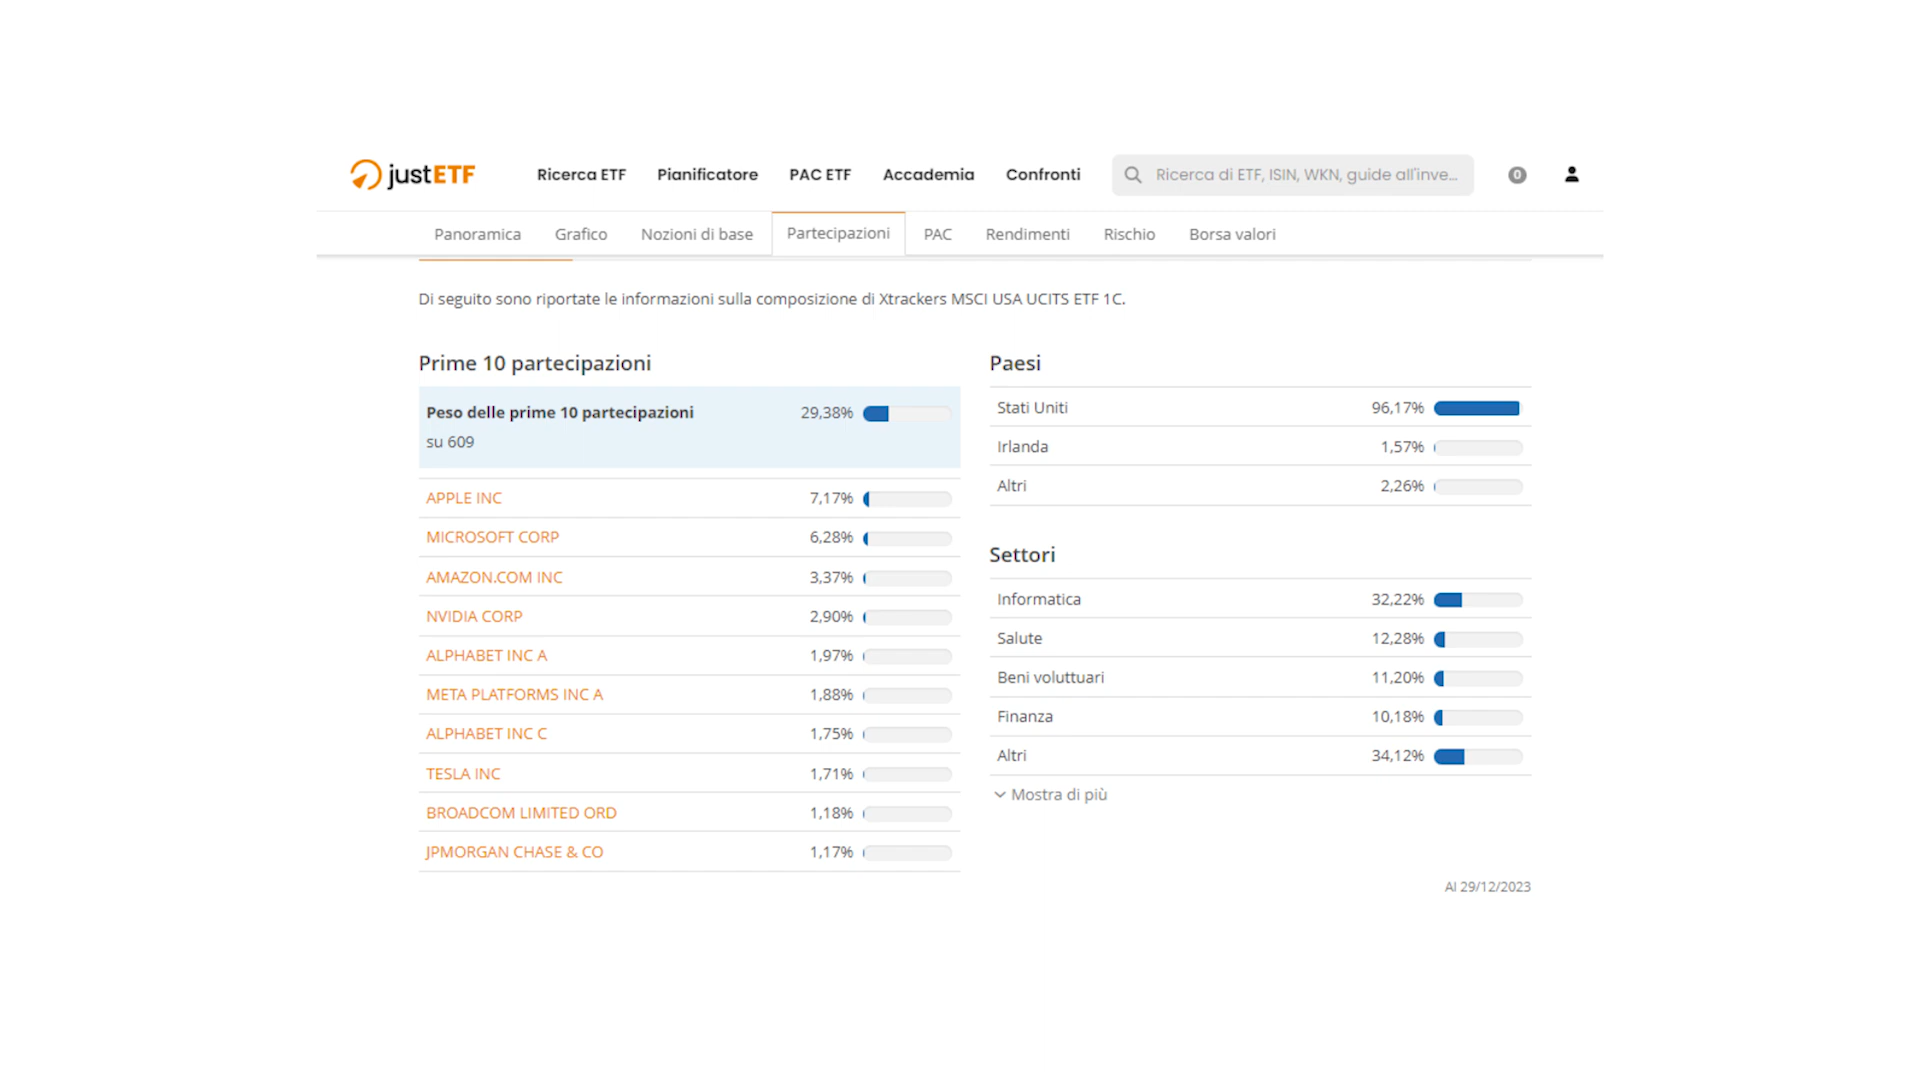 justETF
Ricerca ETF Pianificatore PAC ETF Accademia Confronti Ricerca di ETF, ISIN, WKN, guide all'inve... 0
Panoramica Grafico Nozioni di base Partecipazioni PAC Rendimenti Rischio Borsa valori
Di seguito sono riportate le informazioni sulla composizione di Xtrackers MSCI USA UCITS ETF 1C.
Prime 10 partecipazioni
Peso delle prime 10 partecipazioni 29,38%
su 609
APPLE INC 7,17%
MICROSOFT CORP 6,28%
AMAZON.COM INC 3,37%
NVIDIA CORP 2,90%
ALPHABET INC A 1,97%
META PLATFORMS INC A 1,88%
ALPHABET INC C 1,75%
TESLA INC 1,71%
BROADCOM LIMITED ORD 1,18%
JPMORGAN CHASE & CO 1,17%
Paesi
Stati Uniti 96,17%
Irlanda 1,57%
Altri 2,26%
Settori
Informatica 32,22%
Salute 12,28%
Beni voluttuari 11,20%
Finanza 10,18%
Altri 34,12%
Mostra di più
Al 29/12/2023